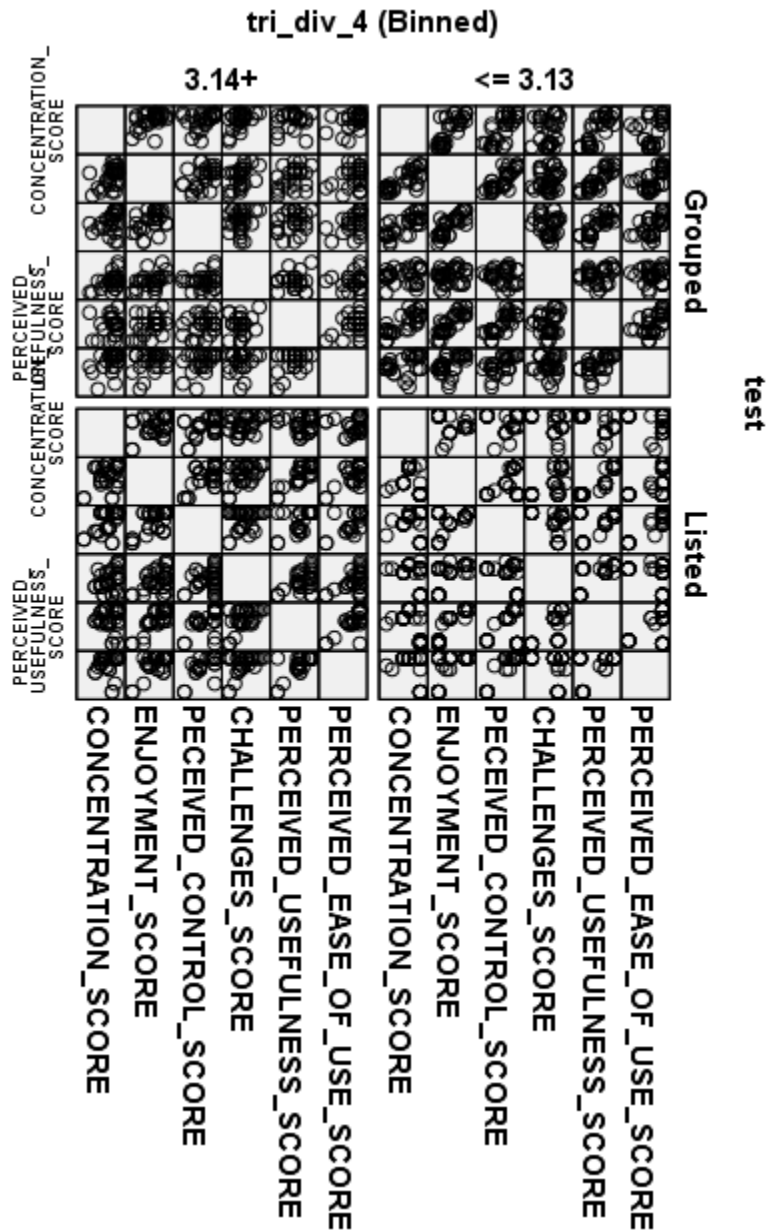 tri_div_4 (Binned)
3.14+
<= 3.13
CONCENTRATION_
SCORE
PERCEIVED_
USEFULNESS_
SCORE
CONCENTRATION_
SCORE
PERCEIVED_
USEFULNESS_
SCORE
Grouped
Listed
test
CONCENTRATION_SCORE
ENJOYMENT_SCORE
PECEIVED_CONTROL_SCORE
CHALLENGES_SCORE
PERCEIVED_USEFULNESS_SCORE
PERCEIVED_EASE_OF_USE_SCORE
CONCENTRATION_SCORE
ENJOYMENT_SCORE
PECEIVED_CONTROL_SCORE
CHALLENGES_SCORE
PERCEIVED_USEFULNESS_SCORE
PERCEIVED_EASE_OF_USE_SCORE